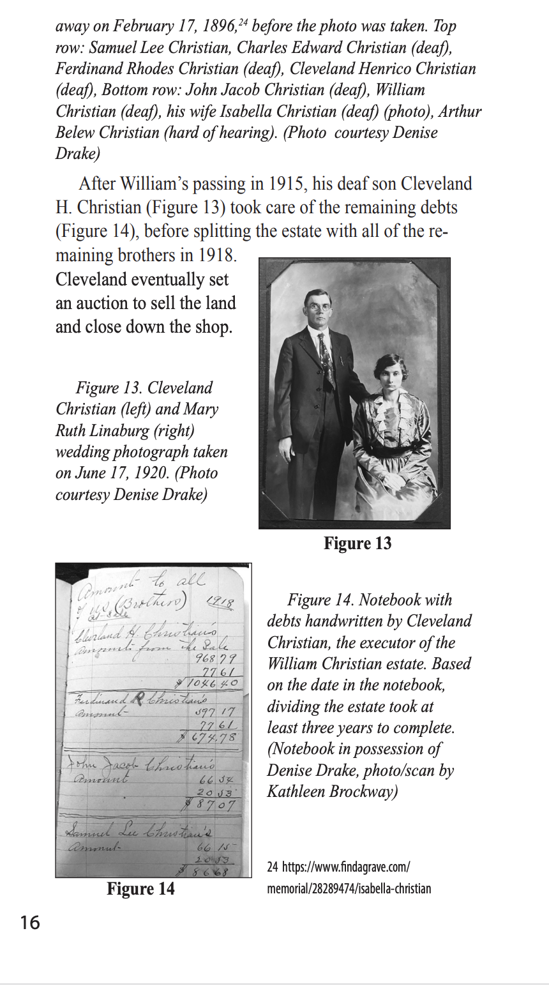 away on February 17, 1896,24 before the photo was taken. Top
row: Samuel Lee Christian, Charles Edward Christian (deaf),
Ferdinand Rhodes Christian (deaf), Cleveland Henrico Christian
(deaf), Bottom row: John Jacob Christian (deaf), William
Christian (deaf), his wife Isabella Christian (deaf) (photo), Arthur
Belew Christian (hard of hearing). (Photo courtesy Denise
Drake)
After William’s passing in 1915, his deaf son Cleveland
H. Christian (Figure 13) took care of the remaining debts
(Figure 14), before splitting the estate with all of the re-
maining brothers in 1918.
Cleveland eventually set
an auction to sell the land
and close down the shop.
Figure 13. Cleveland
Christian (left) and Mary
Ruth Linaburg (right)
wedding photograph taken
on June 17, 1920. (Photo
courtesy Denise Drake)
Figure 13
Amount to all
of us (Brothers) 1918
at Sale
Cleveland H. Christian's
Amount from the Sale
968 79
77 61
$ 1046 40
Ferdinand R. Christian's
Amount 597 17
77 61
$ 674.78
John Jacob Christian's
Amount 66 54
20 53
$ 87 07
Samuel Lee Christian's
Amount 66 15
20 53
$ 86 68
Figure 14
Figure 14. Notebook with
debts handwritten by Cleveland
Christian, the executor of the
William Christian estate. Based
on the date in the notebook,
dividing the estate took at
least three years to complete.
(Notebook in possession of
Denise Drake, photo/scan by
Kathleen Brockway)
24 https://www.findagrave.com/
memorial/28289474/isabella-christian
16